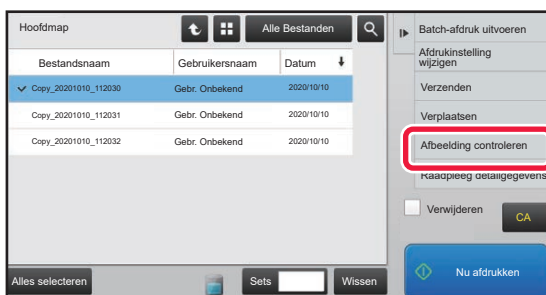 Hoofdmap
Alle Bestanden
Bestandsnaam Gebruikersnaam Datum
Copy_20201010_112030 Gebr. Onbekend 2020/10/10
Copy_20201010_112031 Gebr. Onbekend 2020/10/10
Copy_20201010_112032 Gebr. Onbekend 2020/10/10
Alles selecteren
Sets
Wissen
Batch-afdruk uitvoeren
Afdrukinstelling
wijzigen
Verzenden
Verplaatsen
Afbeelding controleren
Raadpleeg detailgegevens
Verwijderen
CA
Nu afdrukken